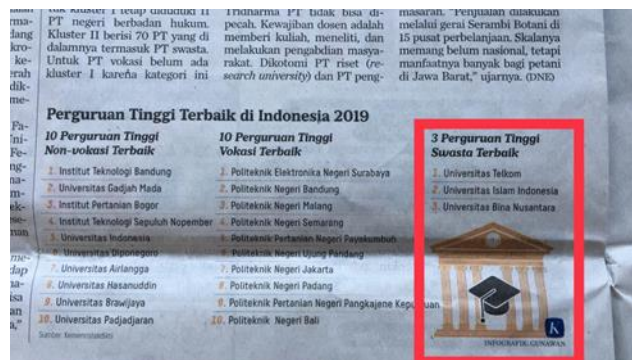 PT negeri berbadan hukum.
Kluster II berisi 70 PT yang di
dalamnya termasuk PT swasta.
Untuk PT vokasi belum ada
kluster I karena kategori ini
Tridharma PT tidak bisa di-
pecah. Kewajiban dosen adalah
memberi kuliah, meneliti, dan
melakukan pengabdian masya-
rakat. Dikotomi PT riset (re-
search university) dan PT peng-
masaran. "Penjualan dilakukan
melalui gerai Serambi Botani di
15 pusat perbelanjaan. Skalanya
memang belum nasional, tetapi
manfaatnya banyak bagi petani
di Jawa Barat," ujarnya. (DNE)
Perguruan Tinggi Terbaik di Indonesia 2019
10 Perguruan Tinggi
Non-vokasi Terbaik
1. Institut Teknologi Bandung
2. Universitas Gadjah Mada
3. Institut Pertanian Bogor
4. Institut Teknologi Sepuluh Nopember
5. Universitas Indonesia
6. Universitas Diponegoro
7. Universitas Airlangga
8. Universitas Hasanuddin
9. Universitas Brawijaya
10. Universitas Padjadjaran
Sumber: Kemenristekdikti
10 Perguruan Tinggi
Vokasi Terbaik
1. Politeknik Elektronika Negeri Surabaya
2. Politeknik Negeri Bandung
3. Politeknik Negeri Malang
4. Politeknik Negeri Semarang
5. Politeknik Pertanian Negeri Payakumbuh
6. Politeknik Negeri Ujung Pandang
7. Politeknik Negeri Jakarta
8. Politeknik Negeri Padang
9. Politeknik Pertanian Negeri Pangkajene Kepulauan
10. Politeknik Negeri Bali
3 Perguruan Tinggi
Swasta Terbaik
1. Universitas Telkom
2. Universitas Islam Indonesia
3. Universitas Bina Nusantara
K
INFOGRAFIK: GUNAWAN